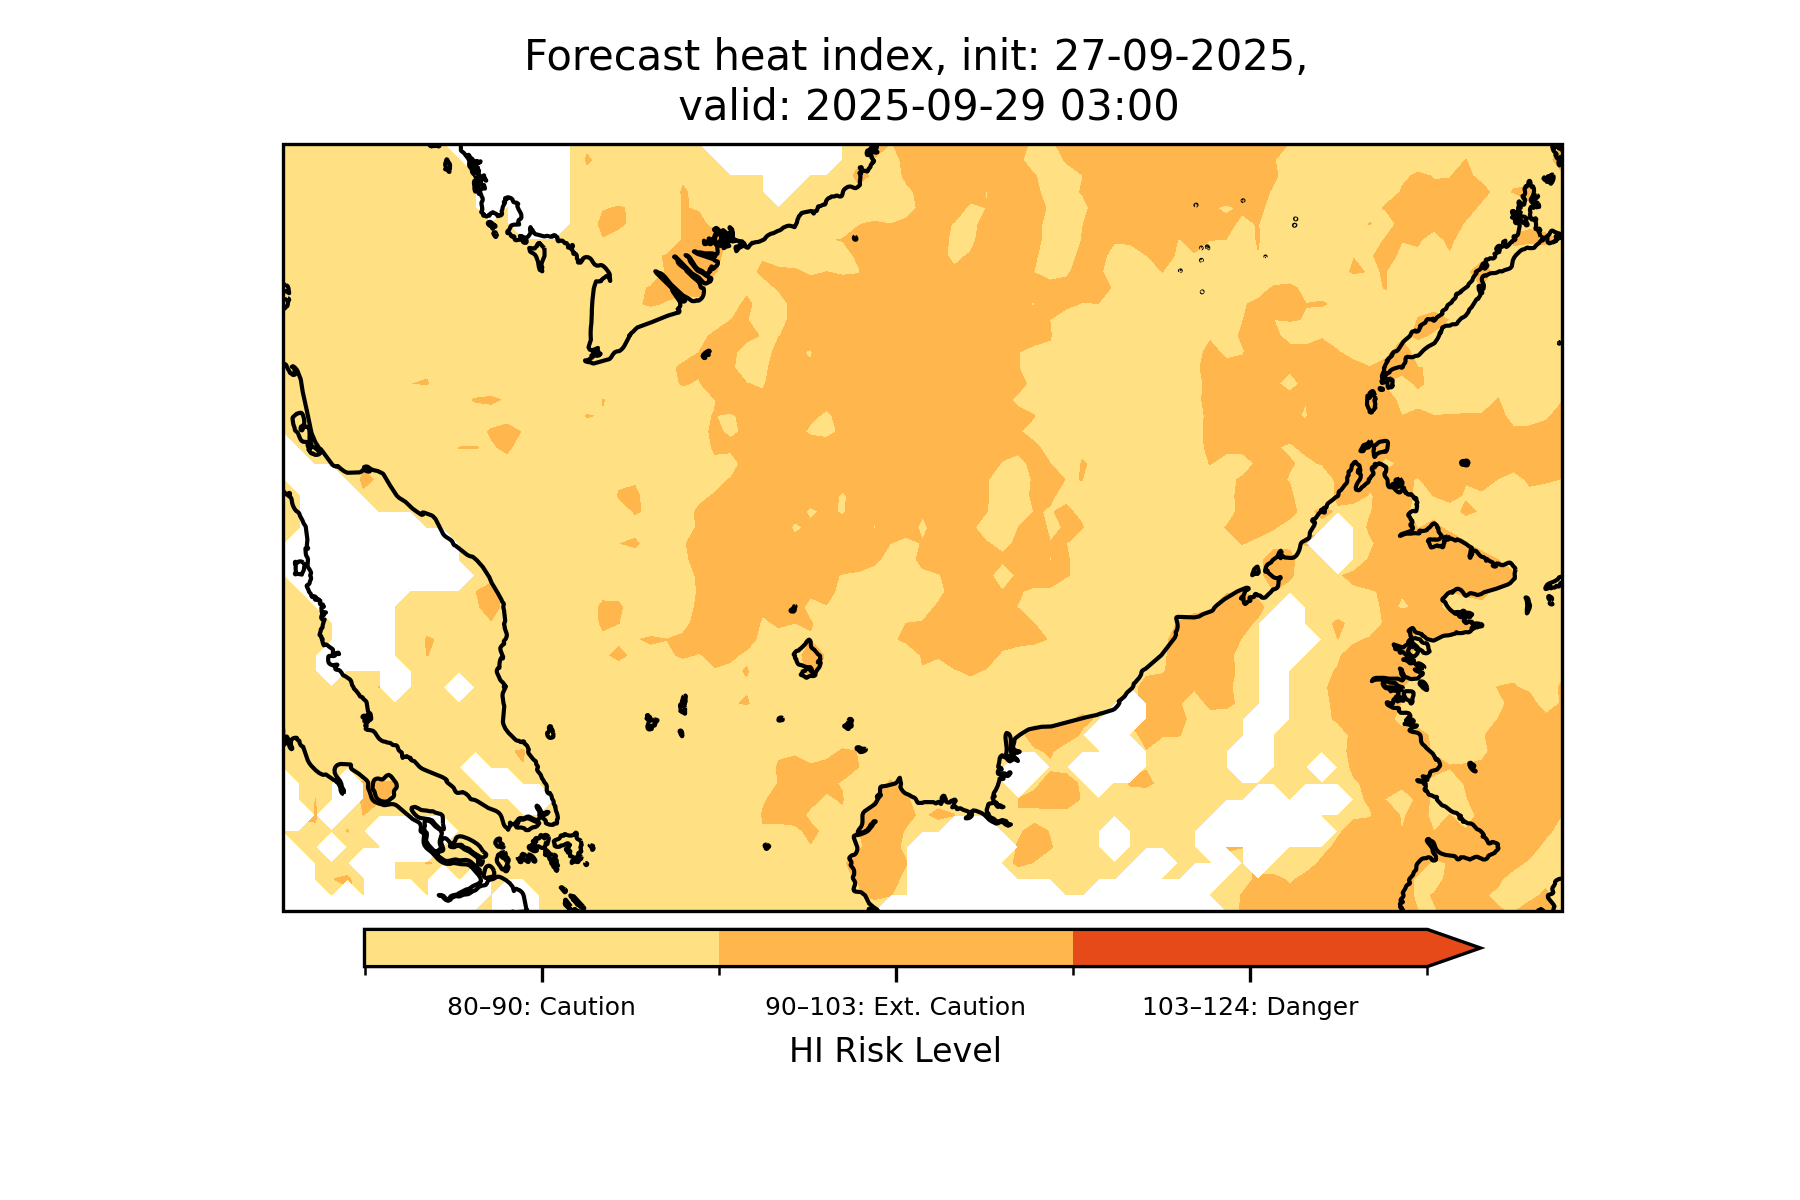 Forecast heat index, init: 27-09-2025,
valid: 2025-09-29 03:00
80–90: Caution
90–103: Ext. Caution
103–124: Danger
HI Risk Level